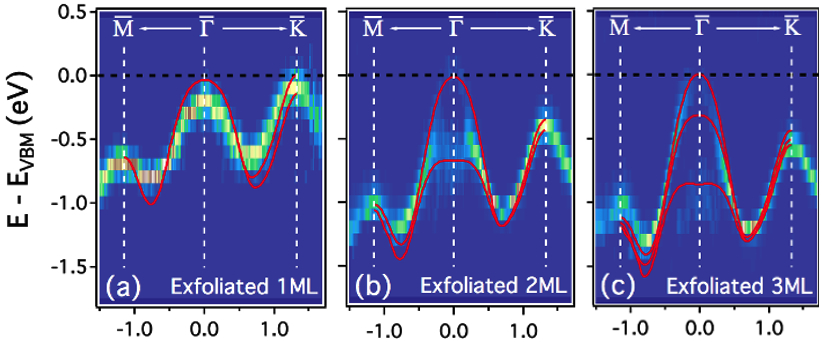 0.5
0.0
-0.5
-1.0
-1.5
E - E_VBM (eV)
M̅ Γ̅ K̅
M̅ Γ̅ K̅
M̅ Γ̅ K̅
(a) Exfoliated 1ML
(b) Exfoliated 2ML
(c) Exfoliated 3ML
-1.0 0.0 1.0
-1.0 0.0 1.0
-1.0 0.0 1.0